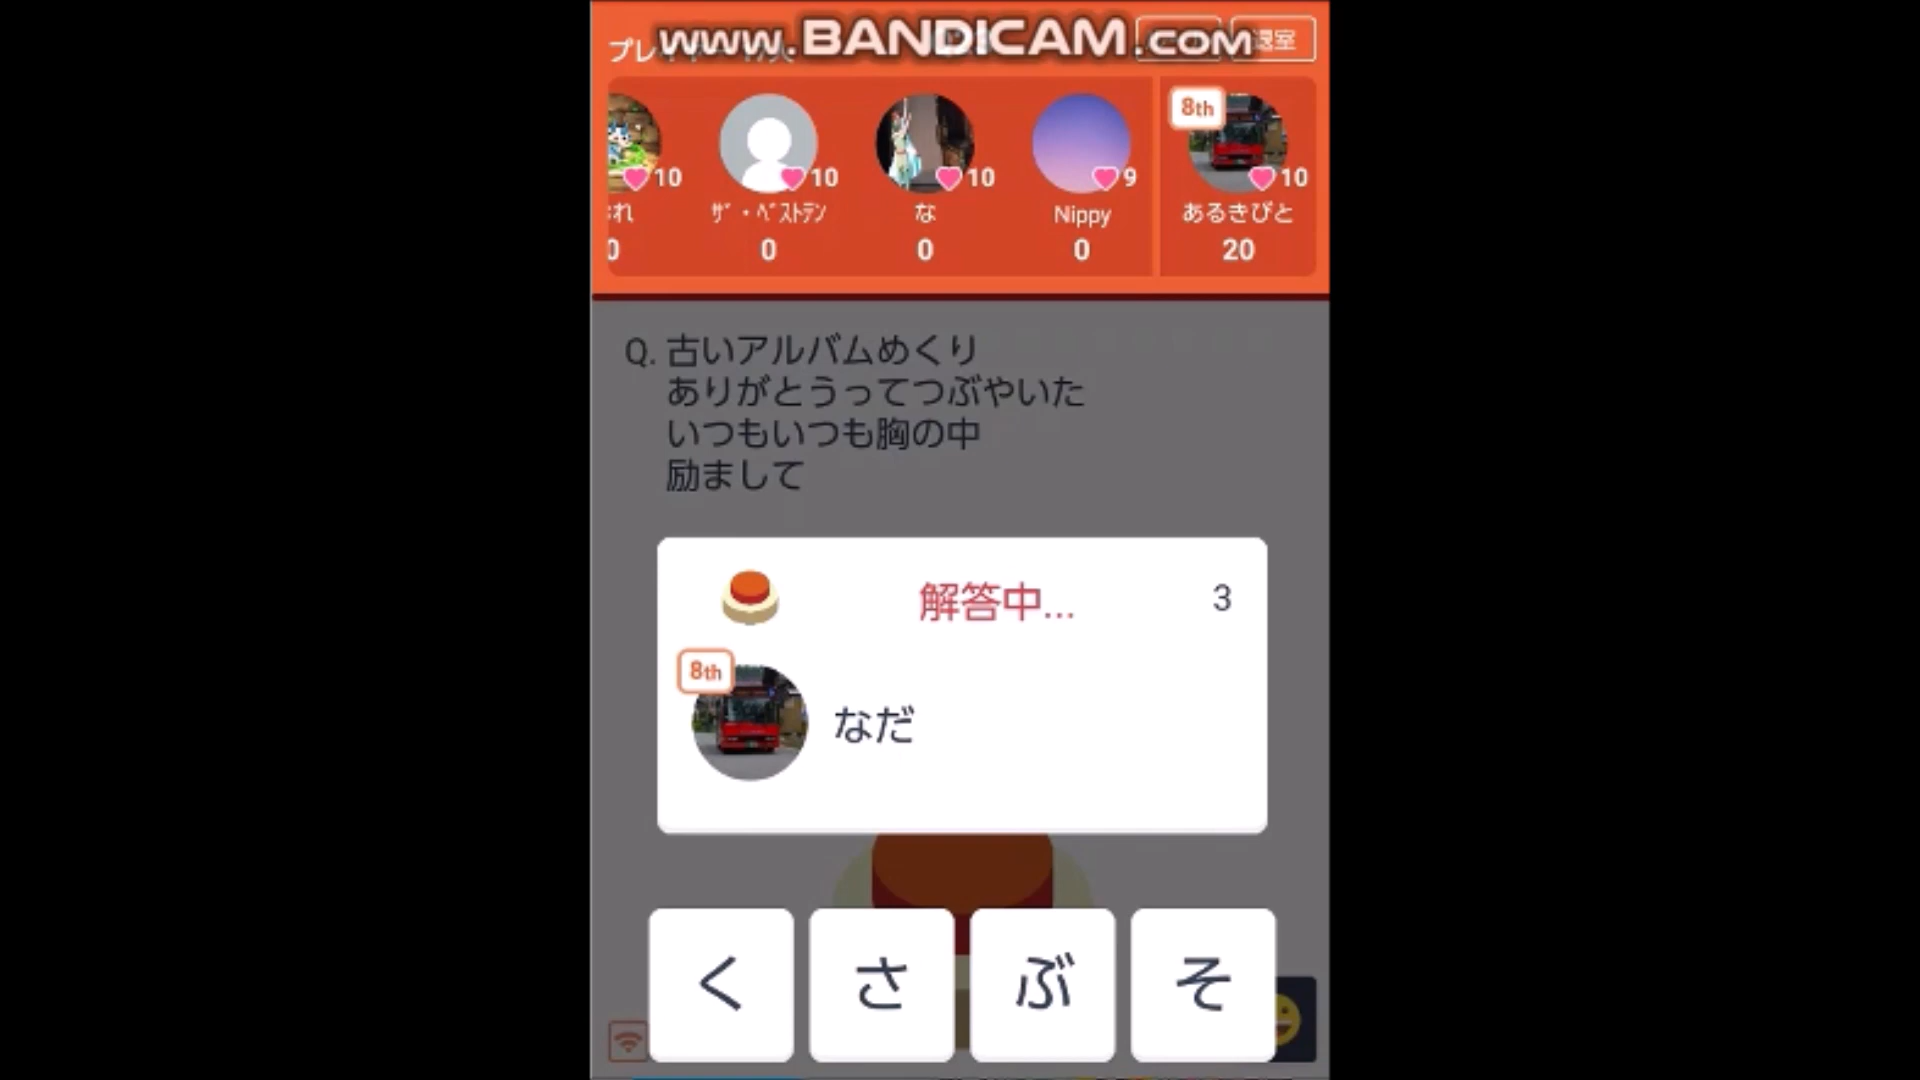 www.BANDICAM.com
退室
8th
10
10
10
9
10
ｻﾞ・ﾍﾞｽﾄﾃﾝ
な
Nippy
あるきびと
0
0
0
0
20
Q. 古いアルバムめくり
ありがとうってつぶやいた
いつもいつも胸の中
励まして
解答中...
3
8th
なだ
く
さ
ぶ
そ